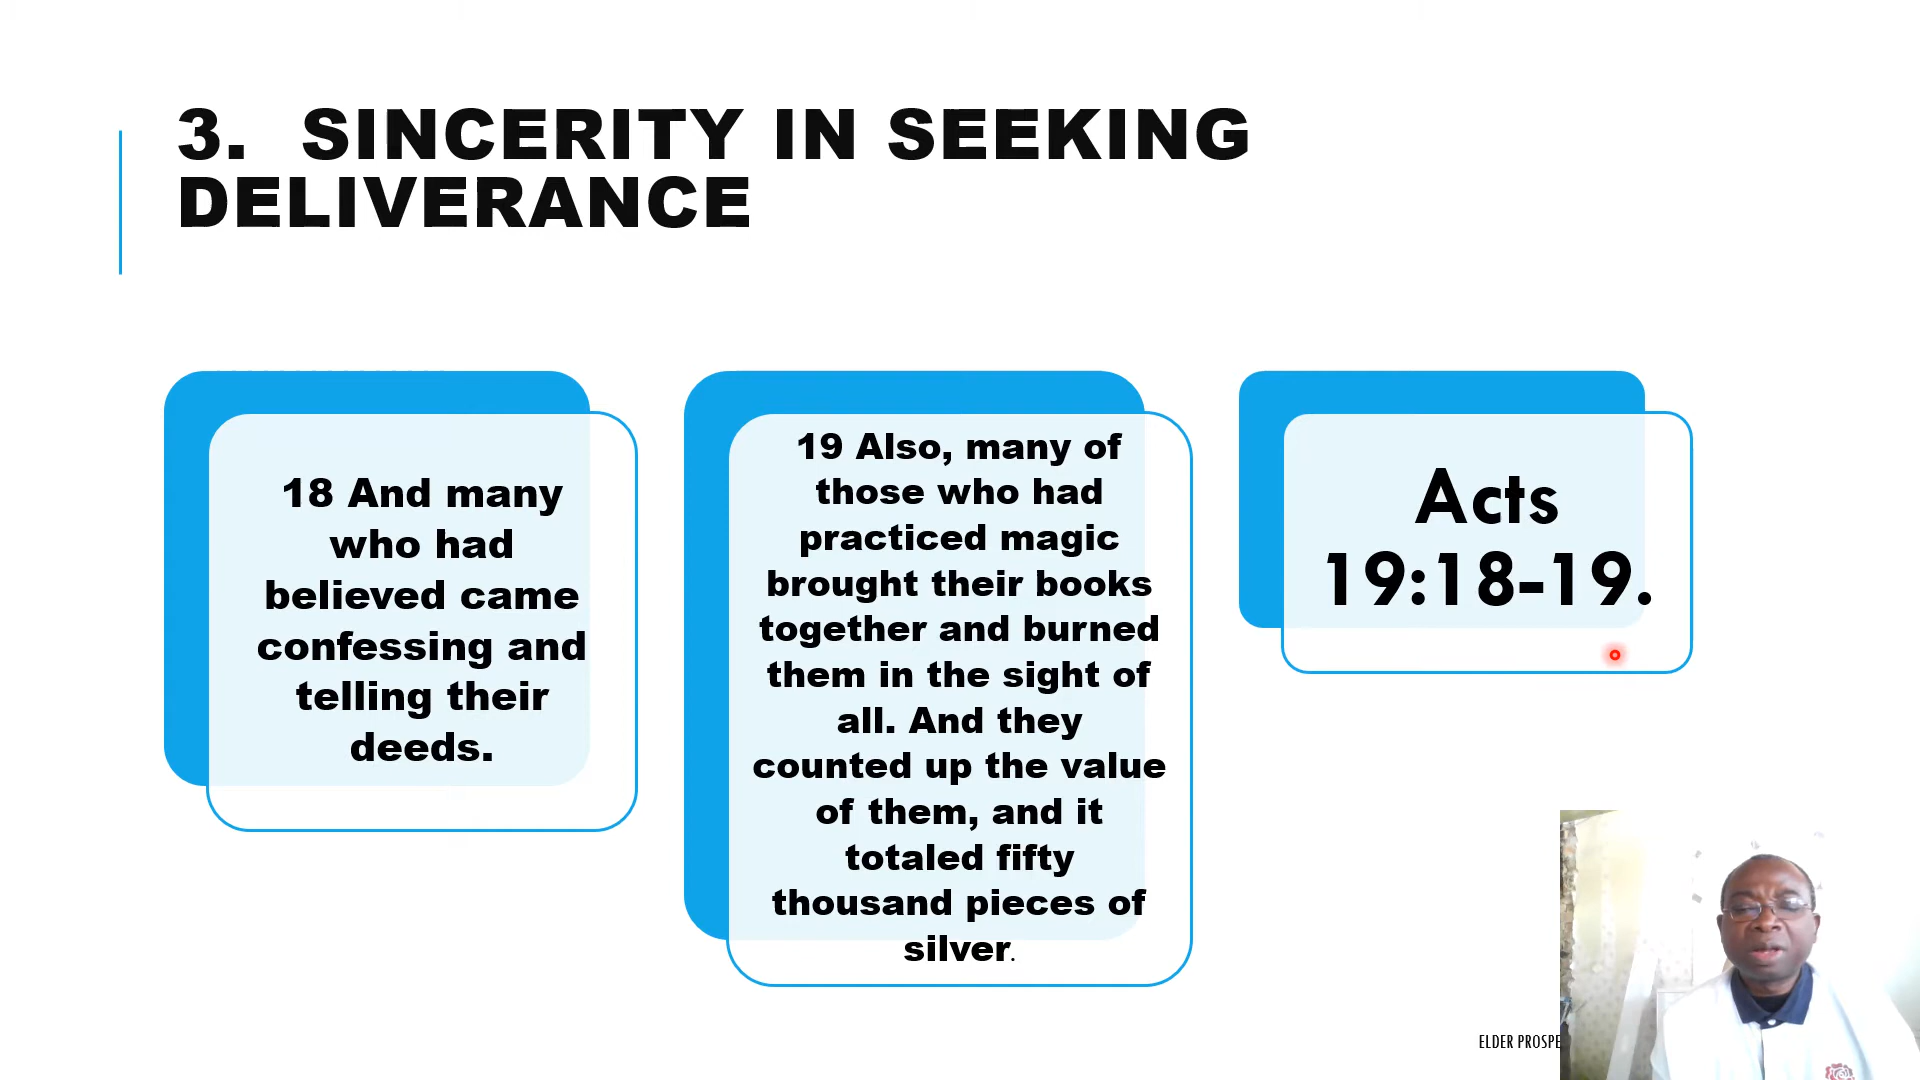 3. SINCERITY IN SEEKING
DELIVERANCE
18 And many
who had
believed came
confessing and
telling their
deeds.
19 Also, many of
those who had
practiced magic
brought their books
together and burned
them in the sight of
all. And they
counted up the value
of them, and it
totaled fifty
thousand pieces of
silver.
Acts
19:18-19.
ELDER PROSPE